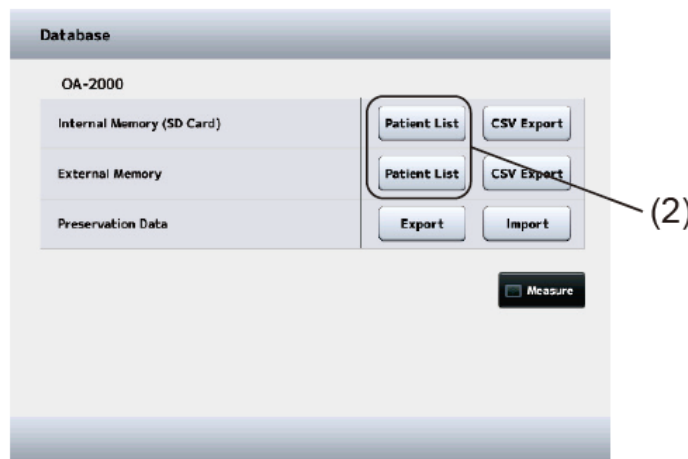 Database
OA-2000
Internal Memory (SD Card) Patient List CSV Export
External Memory Patient List CSV Export
(2)
Preservation Data Export Import
Measure